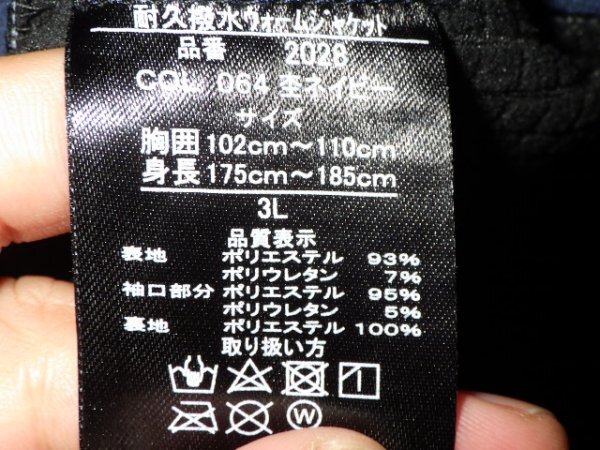 耐久撥水ウォームジャケット
品番 2028
COL 064 杢ネイビー
サイズ
胸囲 102cm～110cm
身長 175cm～185cm
3L
品質表示
表地 ポリエステル 93%
ポリウレタン 7%
袖口部分 ポリエステル 95%
ポリウレタン 5%
裏地 ポリエステル 100%
取り扱い方
W